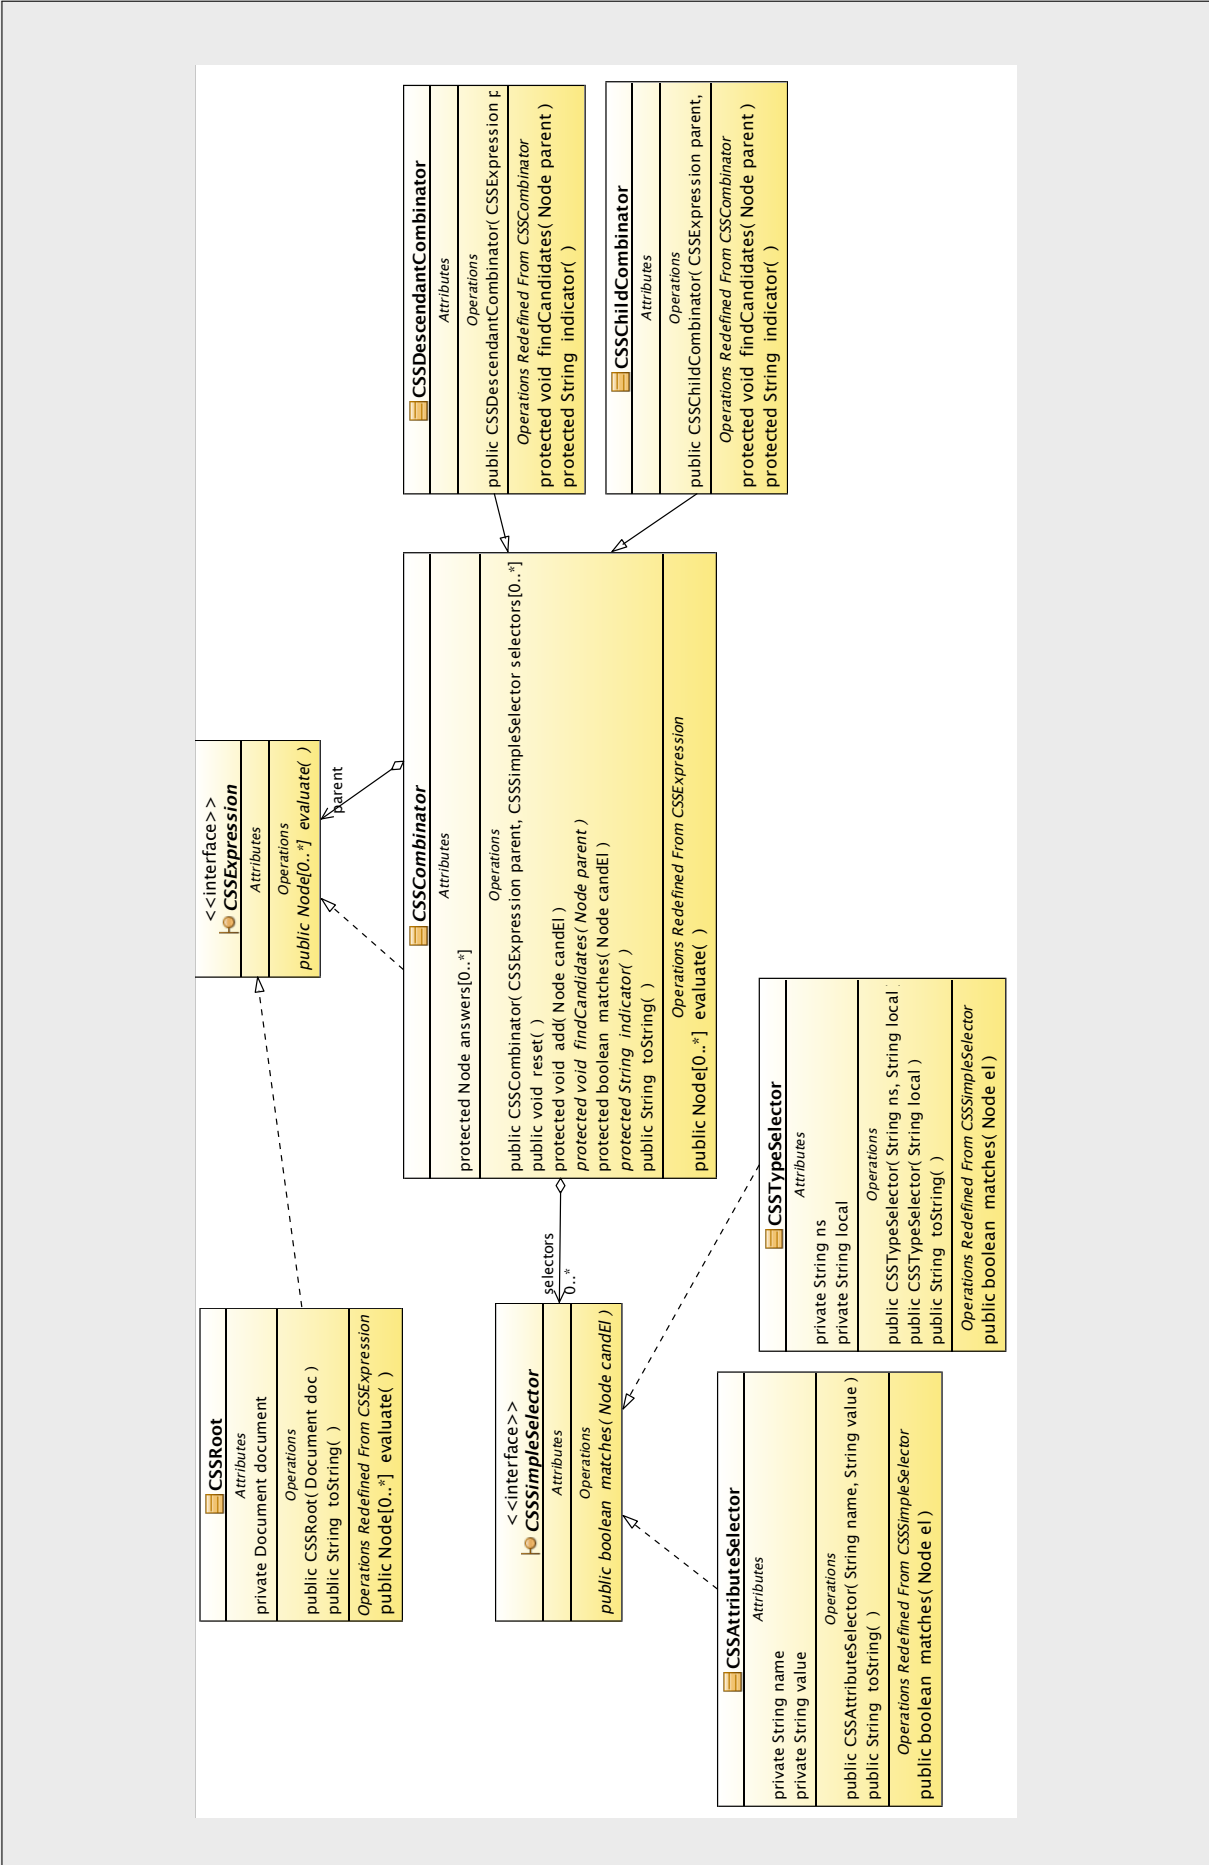 <<interface>>
CSSExpression
Attributes
Operations
public Node[0..*] evaluate( )
parent
CSSRoot
Attributes
private Document document
Operations
public CSSRoot( Document doc )
public String toString( )
Operations Redefined From CSSExpression
public Node[0..*] evaluate( )
CSSCombinator
Attributes
protected Node answers[0..*]
Operations
public CSSCombinator( CSSExpression parent, CSSSimpleSelector selectors[0..*]
public void reset( )
protected void add( Node candEl )
protected void findCandidates( Node parent )
protected boolean matches( Node candEl )
protected String indicator( )
public String toString( )
Operations Redefined From CSSExpression
public Node[0..*] evaluate( )
CSSDescendantCombinator
Attributes
Operations
public CSSDescendantCombinator( CSSExpression p
Operations Redefined From CSSCombinator
protected void findCandidates( Node parent )
protected String indicator( )
CSSChildCombinator
Attributes
Operations
public CSSChildCombinator( CSSExpression parent,
Operations Redefined From CSSCombinator
protected void findCandidates( Node parent )
protected String indicator( )
selectors
0..*
<<interface>>
CSSSimpleSelector
Attributes
Operations
public boolean matches( Node candEl )
CSSAttributeSelector
Attributes
private String name
private String value
Operations
public CSSAttributeSelector( String name, String value )
public String toString( )
Operations Redefined From CSSSimpleSelector
public boolean matches( Node el )
CSSTypeSelector
Attributes
private String ns
private String local
Operations
public CSSTypeSelector( String ns, String local
public CSSTypeSelector( String local )
public String toString( )
Operations Redefined From CSSSimpleSelector
public boolean matches( Node el )